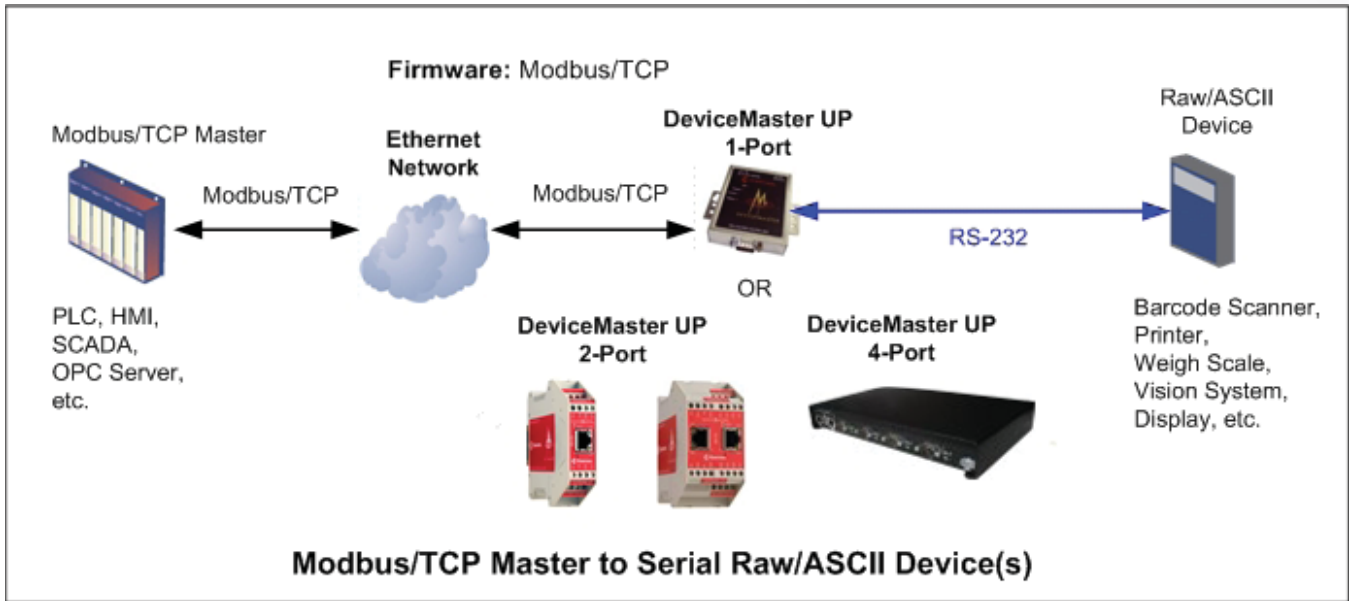 Firmware: Modbus/TCP
Modbus/TCP Master
Modbus/TCP
Ethernet
Network
Modbus/TCP
DeviceMaster UP
1-Port
RS-232
Raw/ASCII
Device
PLC, HMI,
SCADA,
OPC Server,
etc.
OR
DeviceMaster UP
2-Port
DeviceMaster UP
4-Port
Barcode Scanner,
Printer,
Weigh Scale,
Vision System,
Display, etc.
Modbus/TCP Master to Serial Raw/ASCII Device(s)